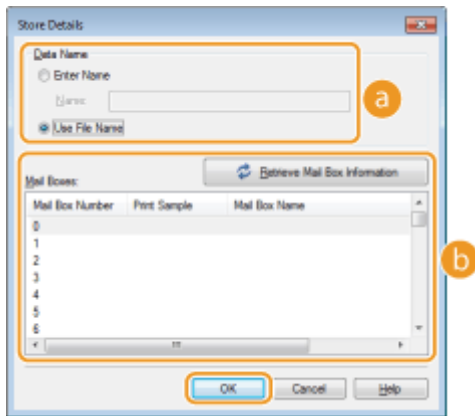 Store Details
Data Name
Enter Name
Name:
Use File Name
a
Retrieve Mail Box Information
Mail Boxes:
Mail Box Number Print Sample Mail Box Name
0
1
2
3
4
5
6
b
OK Cancel Help